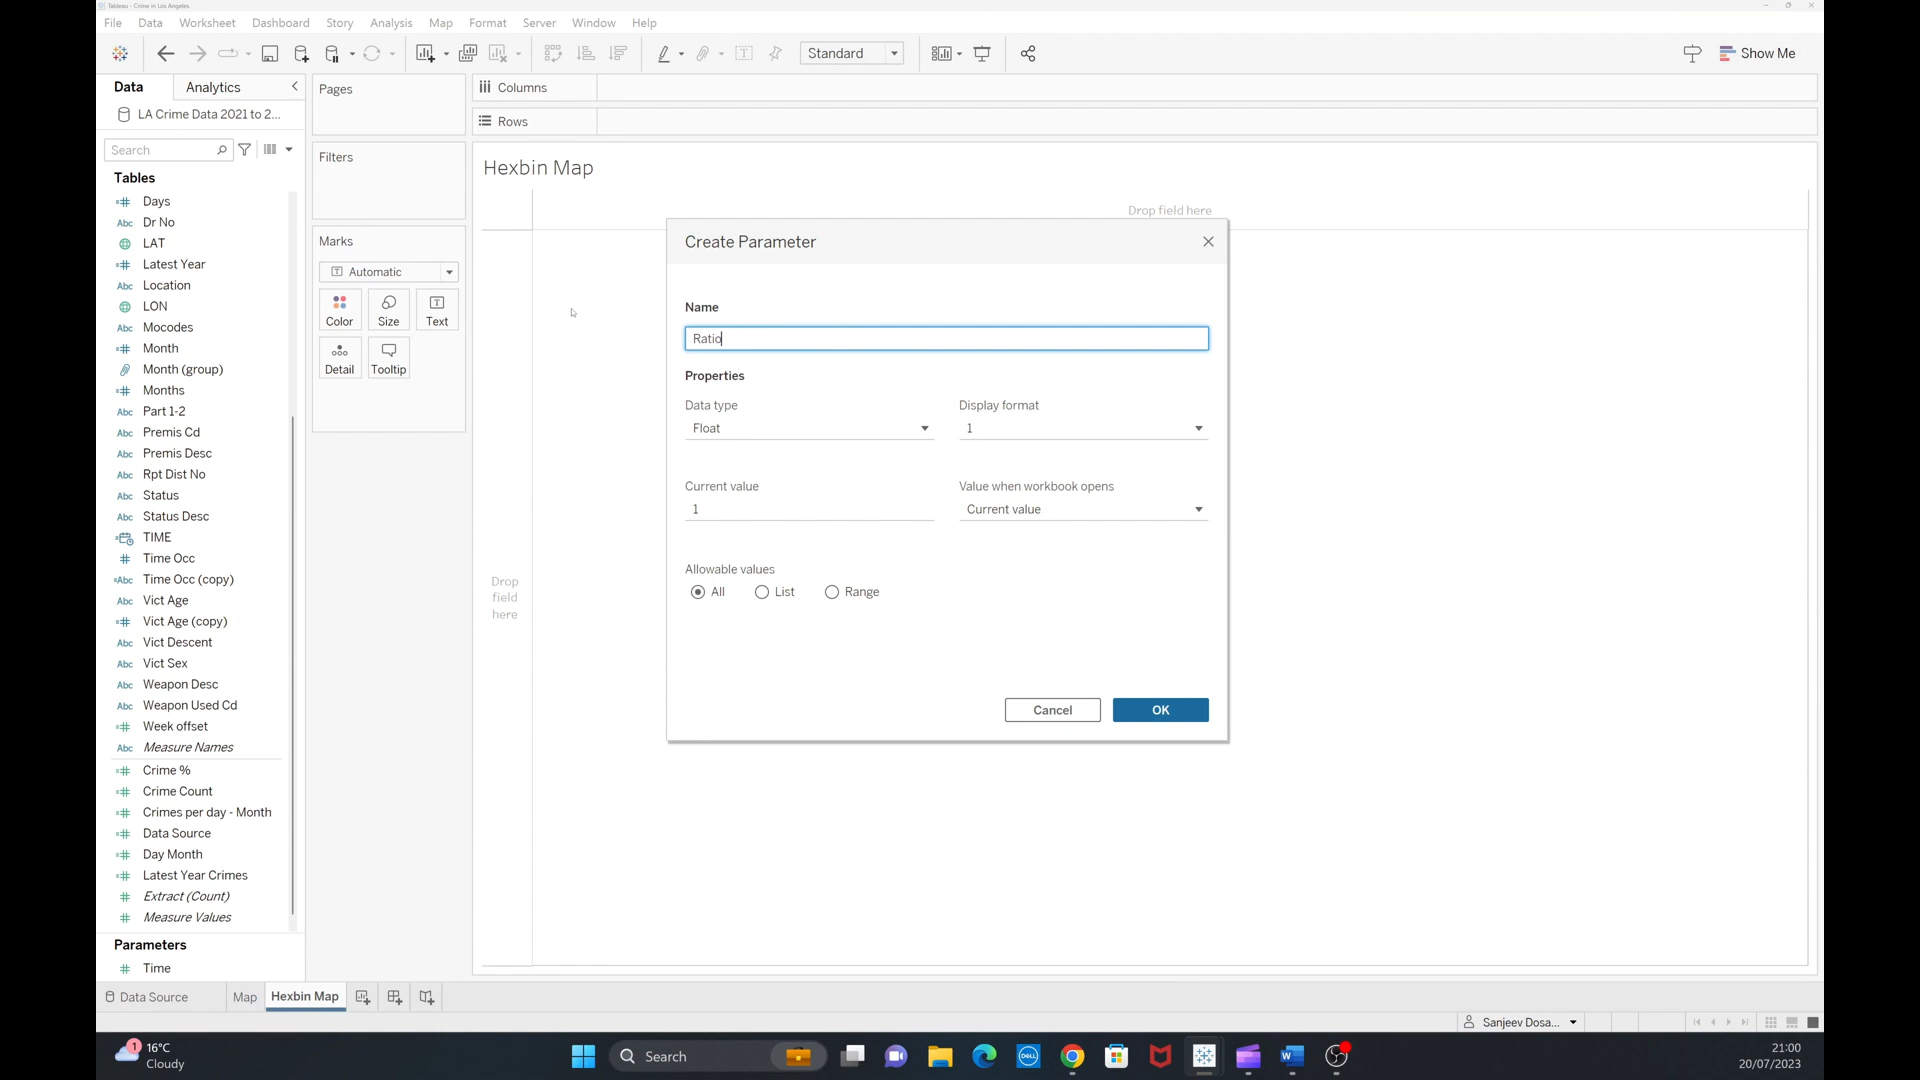 Tableau - Crime in Los Angeles
File Data Worksheet Dashboard Story Analysis Map Format Server Window Help
Standard
Show Me
Data Analytics
Pages
Columns
LA Crime Data 2021 to 2...
Rows
Search
Filters
Tables
Hexbin Map
Days
Dr No
LAT
Latest Year
Location
LON
Mocodes
Month
Month (group)
Months
Part 1-2
Premis Cd
Premis Desc
Rpt Dist No
Status
Status Desc
TIME
Time Occ
Time Occ (copy)
Vict Age
Vict Age (copy)
Vict Descent
Vict Sex
Weapon Desc
Weapon Used Cd
Week offset
Measure Names
Crime %
Crime Count
Crimes per day - Month
Data Source
Day Month
Latest Year Crimes
Extract (Count)
Measure Values
Parameters
Time
Marks
Automatic
Color Size Text
Detail Tooltip
Drop field here
Drop
field
here
Create Parameter
Name
Ratio
Properties
Data type Display format
Float 1
Current value Value when workbook opens
1 Current value
Allowable values
All List Range
Cancel OK
Data Source Map Hexbin Map
Sanjeev Dosa...
1
16°C
Cloudy
Search
DELL
21:00
20/07/2023